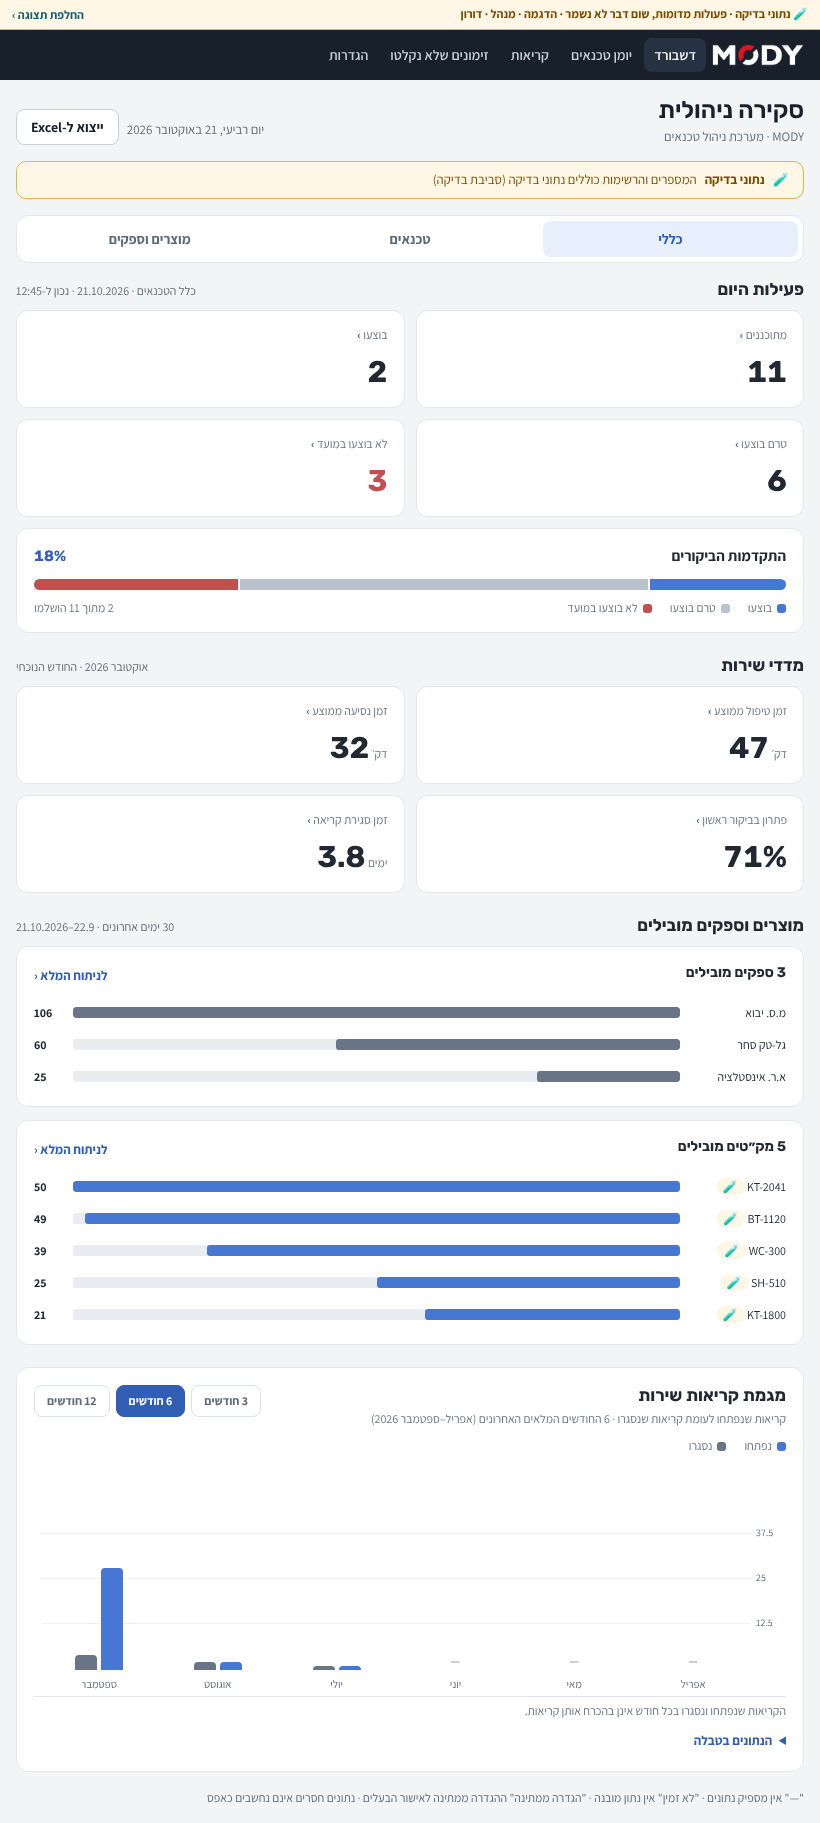 🧪 נתוני בדיקה · פעולות מדומות, שום דבר לא נשמר · הדגמה · מנהל · דורון
החלפת תצוגה ›
MODY
דשבורד
יומן טכנאים
קריאות
זימונים שלא נקלטו
הגדרות
סקירה ניהולית
MODY · מערכת ניהול טכנאים
יום רביעי, 21 באוקטובר 2026
ייצוא ל-Excel
🧪 נתוני בדיקה המספרים והרשימות כוללים נתוני בדיקה (סביבת בדיקה)
כללי
טכנאים
מוצרים וספקים
פעילות היום
כלל הטכנאים · 21.10.2026 · נכון ל-12:45
מתוכננים ›
11
בוצעו ›
2
טרם בוצעו ›
6
לא בוצעו במועד ›
3
התקדמות הביקורים
18%
בוצעו
טרם בוצעו
לא בוצעו במועד
2 מתוך 11 הושלמו
מדדי שירות
אוקטובר 2026 · החודש הנוכחי
זמן טיפול ממוצע ›
47 דק׳
זמן נסיעה ממוצע ›
32 דק׳
פתרון בביקור ראשון ›
71%
זמן סגירת קריאה ›
3.8 ימים
מוצרים וספקים מובילים
30 ימים אחרונים · 22.9–21.10.2026
3 ספקים מובילים
לניתוח המלא ›
מ.ס. יבוא 106
גל-טק סחר 60
א.ר. אינסטלציה 25
5 מק״טים מובילים
לניתוח המלא ›
KT-2041 🧪 50
BT-1120 🧪 49
WC-300 🧪 39
SH-510 🧪 25
KT-1800 🧪 21
מגמת קריאות שירות
3 חודשים
6 חודשים
12 חודשים
קריאות שנפתחו לעומת קריאות שנסגרו · 6 החודשים המלאים האחרונים (אפריל–ספטמבר 2026)
נפתחו
נסגרו
37.5
25
12.5
— — —
אפריל
מאי
יוני
יולי
אוגוסט
ספטמבר
הקריאות שנפתחו ונסגרו בכל חודש אינן בהכרח אותן קריאות.
◀ הנתונים בטבלה
"—" אין מספיק נתונים · "לא זמין" אין נתון מובנה · "הגדרה ממתינה" ההגדרה ממתינה לאישור הבעלים · נתונים חסרים אינם נחשבים כאפס